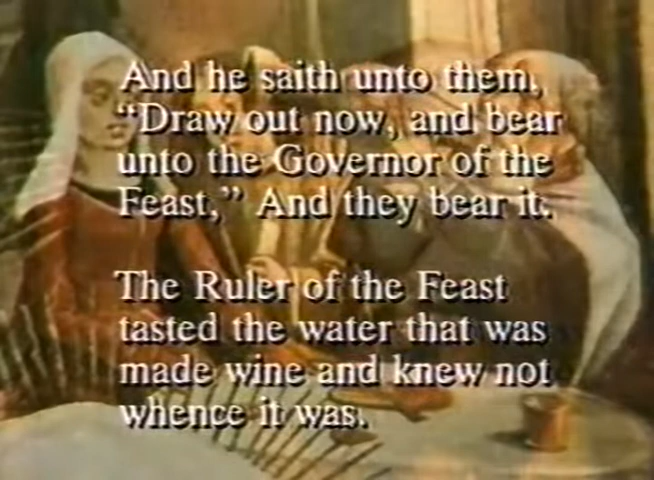 And he saith unto them,
"Draw out now, and bear
unto the Governor of the
Feast," And they bear it.
The Ruler of the Feast
tasted the water that was
made wine and knew not
whence it was.